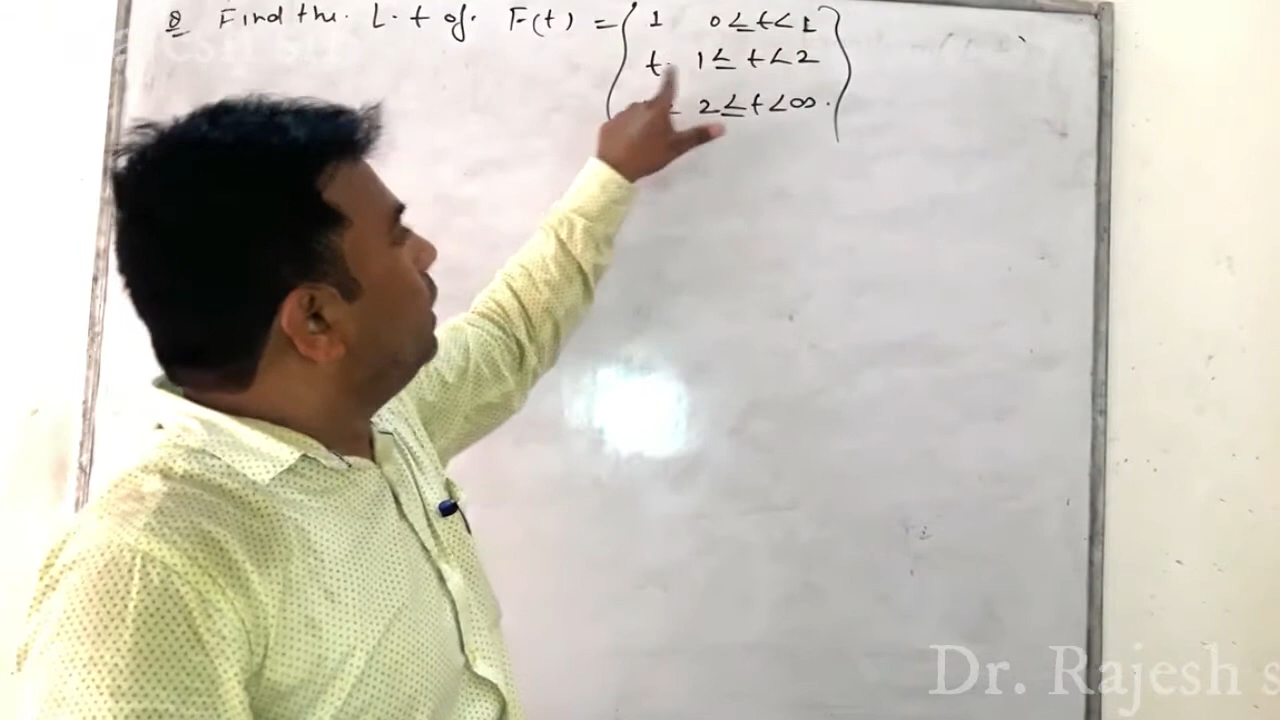 Q Find the. L.t of. F(t) = { 1 0≤t<1
t. 1≤t<2
2≤t<∞. }
Dr. Rajesh s